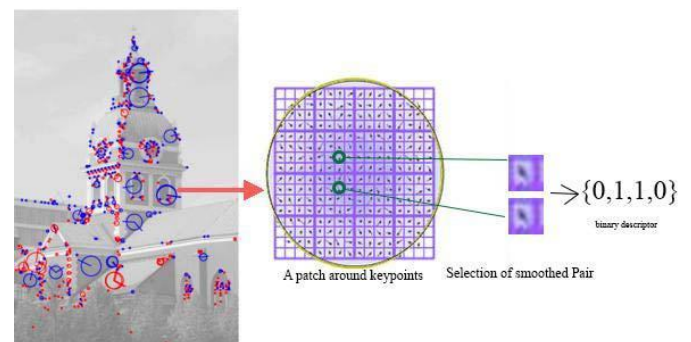 {0,1,1,0}
binary descriptor
A patch around keypoints
Selection of smoothed Pair